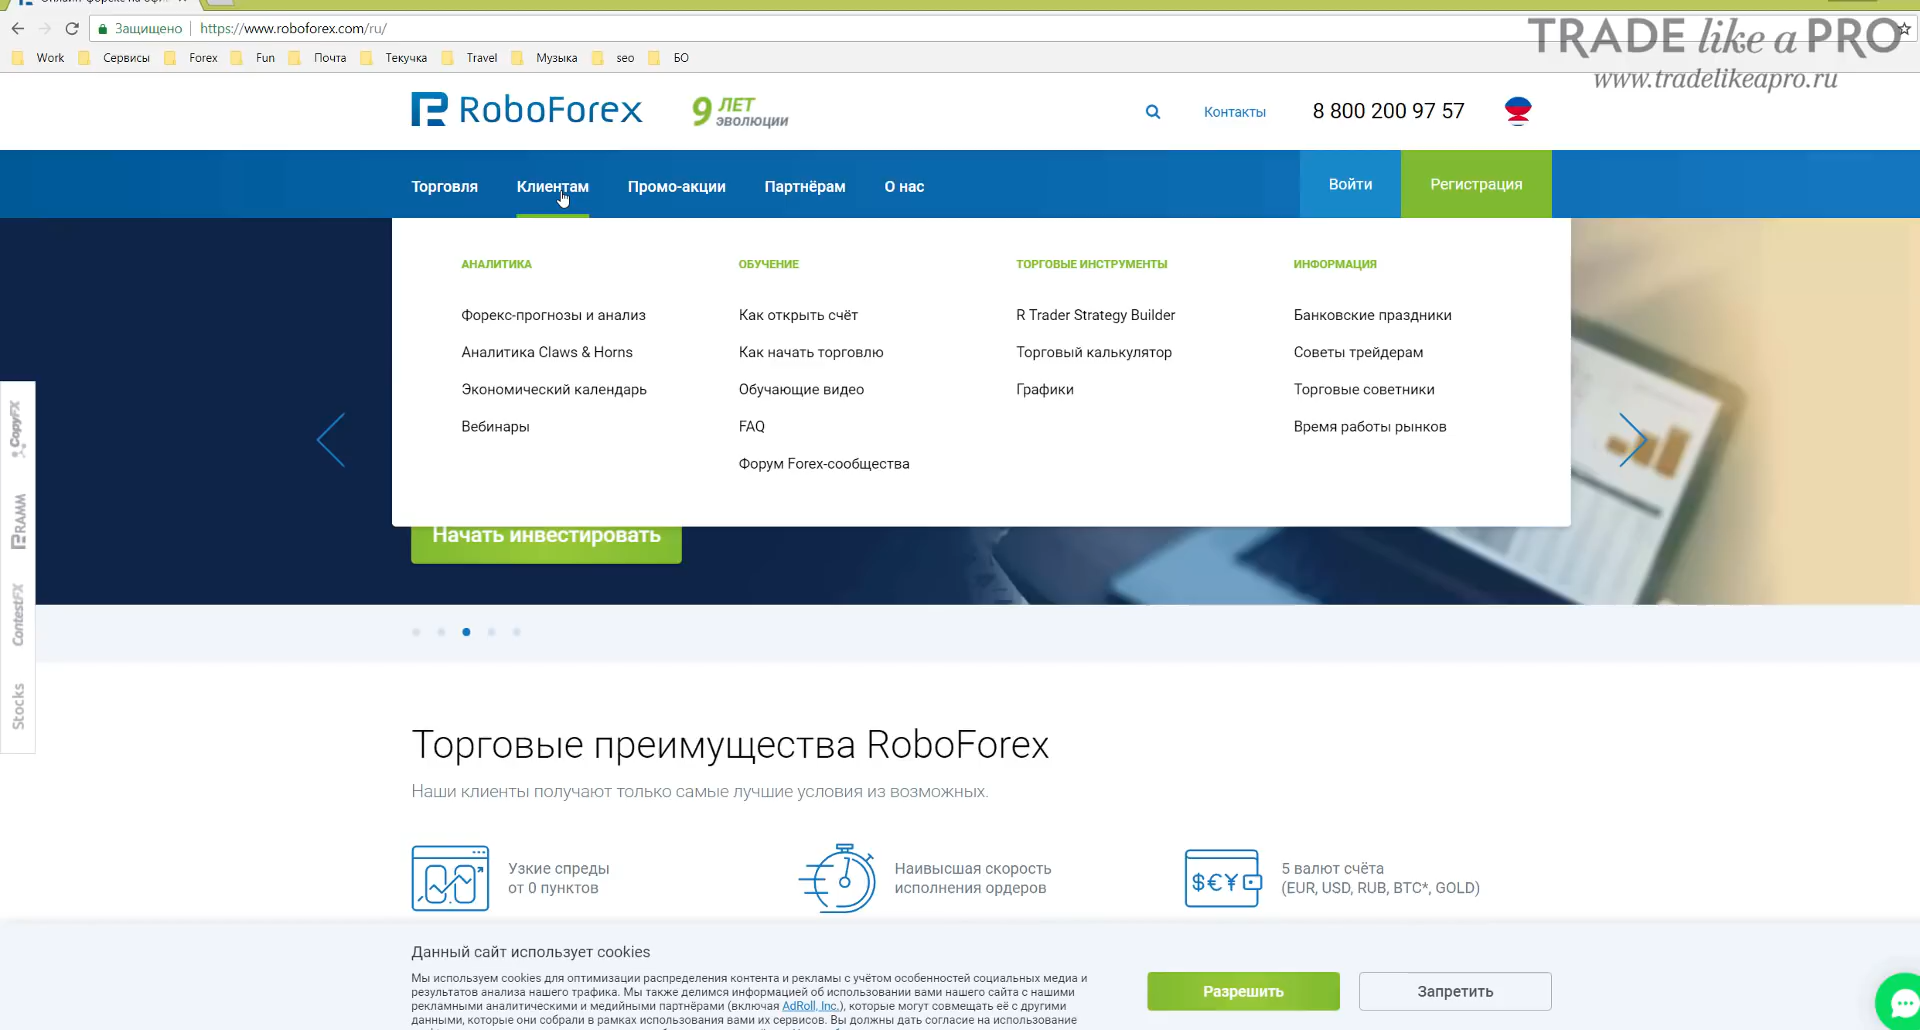 Защищено
https://www.roboforex.com/ru/
TRADE like a PRO
www.tradelikeapro.ru
Work
Сервисы
Forex
Fun
Почта
Текучка
Travel
Музыка
seo
БО
RoboForex
9 ЛЕТ
ЭВОЛЮЦИИ
Контакты
8 800 200 97 57
Торговля
Клиентам
Промо-акции
Партнёрам
О нас
Войти
Регистрация
АНАЛИТИКА
Форекс-прогнозы и анализ
Аналитика Claws & Horns
Экономический календарь
Вебинары
ОБУЧЕНИЕ
Как открыть счёт
Как начать торговлю
Обучающие видео
FAQ
Форум Forex-сообщества
ТОРГОВЫЕ ИНСТРУМЕНТЫ
R Trader Strategy Builder
Торговый калькулятор
Графики
ИНФОРМАЦИЯ
Банковские праздники
Советы трейдерам
Торговые советники
Время работы рынков
CopyFX
RAMM
ContestFX
Stocks
Начать инвестировать
Торговые преимущества RoboForex
Наши клиенты получают только самые лучшие условия из возможных.
Узкие спреды
от 0 пунктов
Наивысшая скорость
исполнения ордеров
$€¥
5 валют счёта
(EUR, USD, RUB, BTC*, GOLD)
Данный сайт использует cookies
Мы используем cookies для оптимизации распределения контента и рекламы с учётом особенностей социальных медиа и
результатов анализа нашего трафика. Мы также делимся информацией об использовании вами нашего сайта с нашими
рекламными аналитическими и медийными партнёрами (включая AdRoll, Inc.), которые могут совмещать её с другими
данными, которые они собрали в рамках использования вами их сервисов. Вы должны дать согласие на использование
Разрешить
Запретить